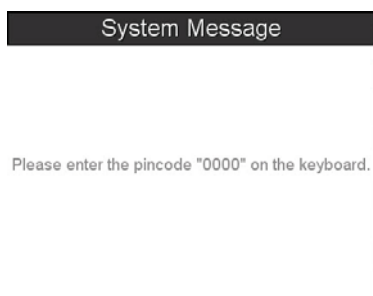 System Message
Please enter the pincode "0000" on the keyboard.